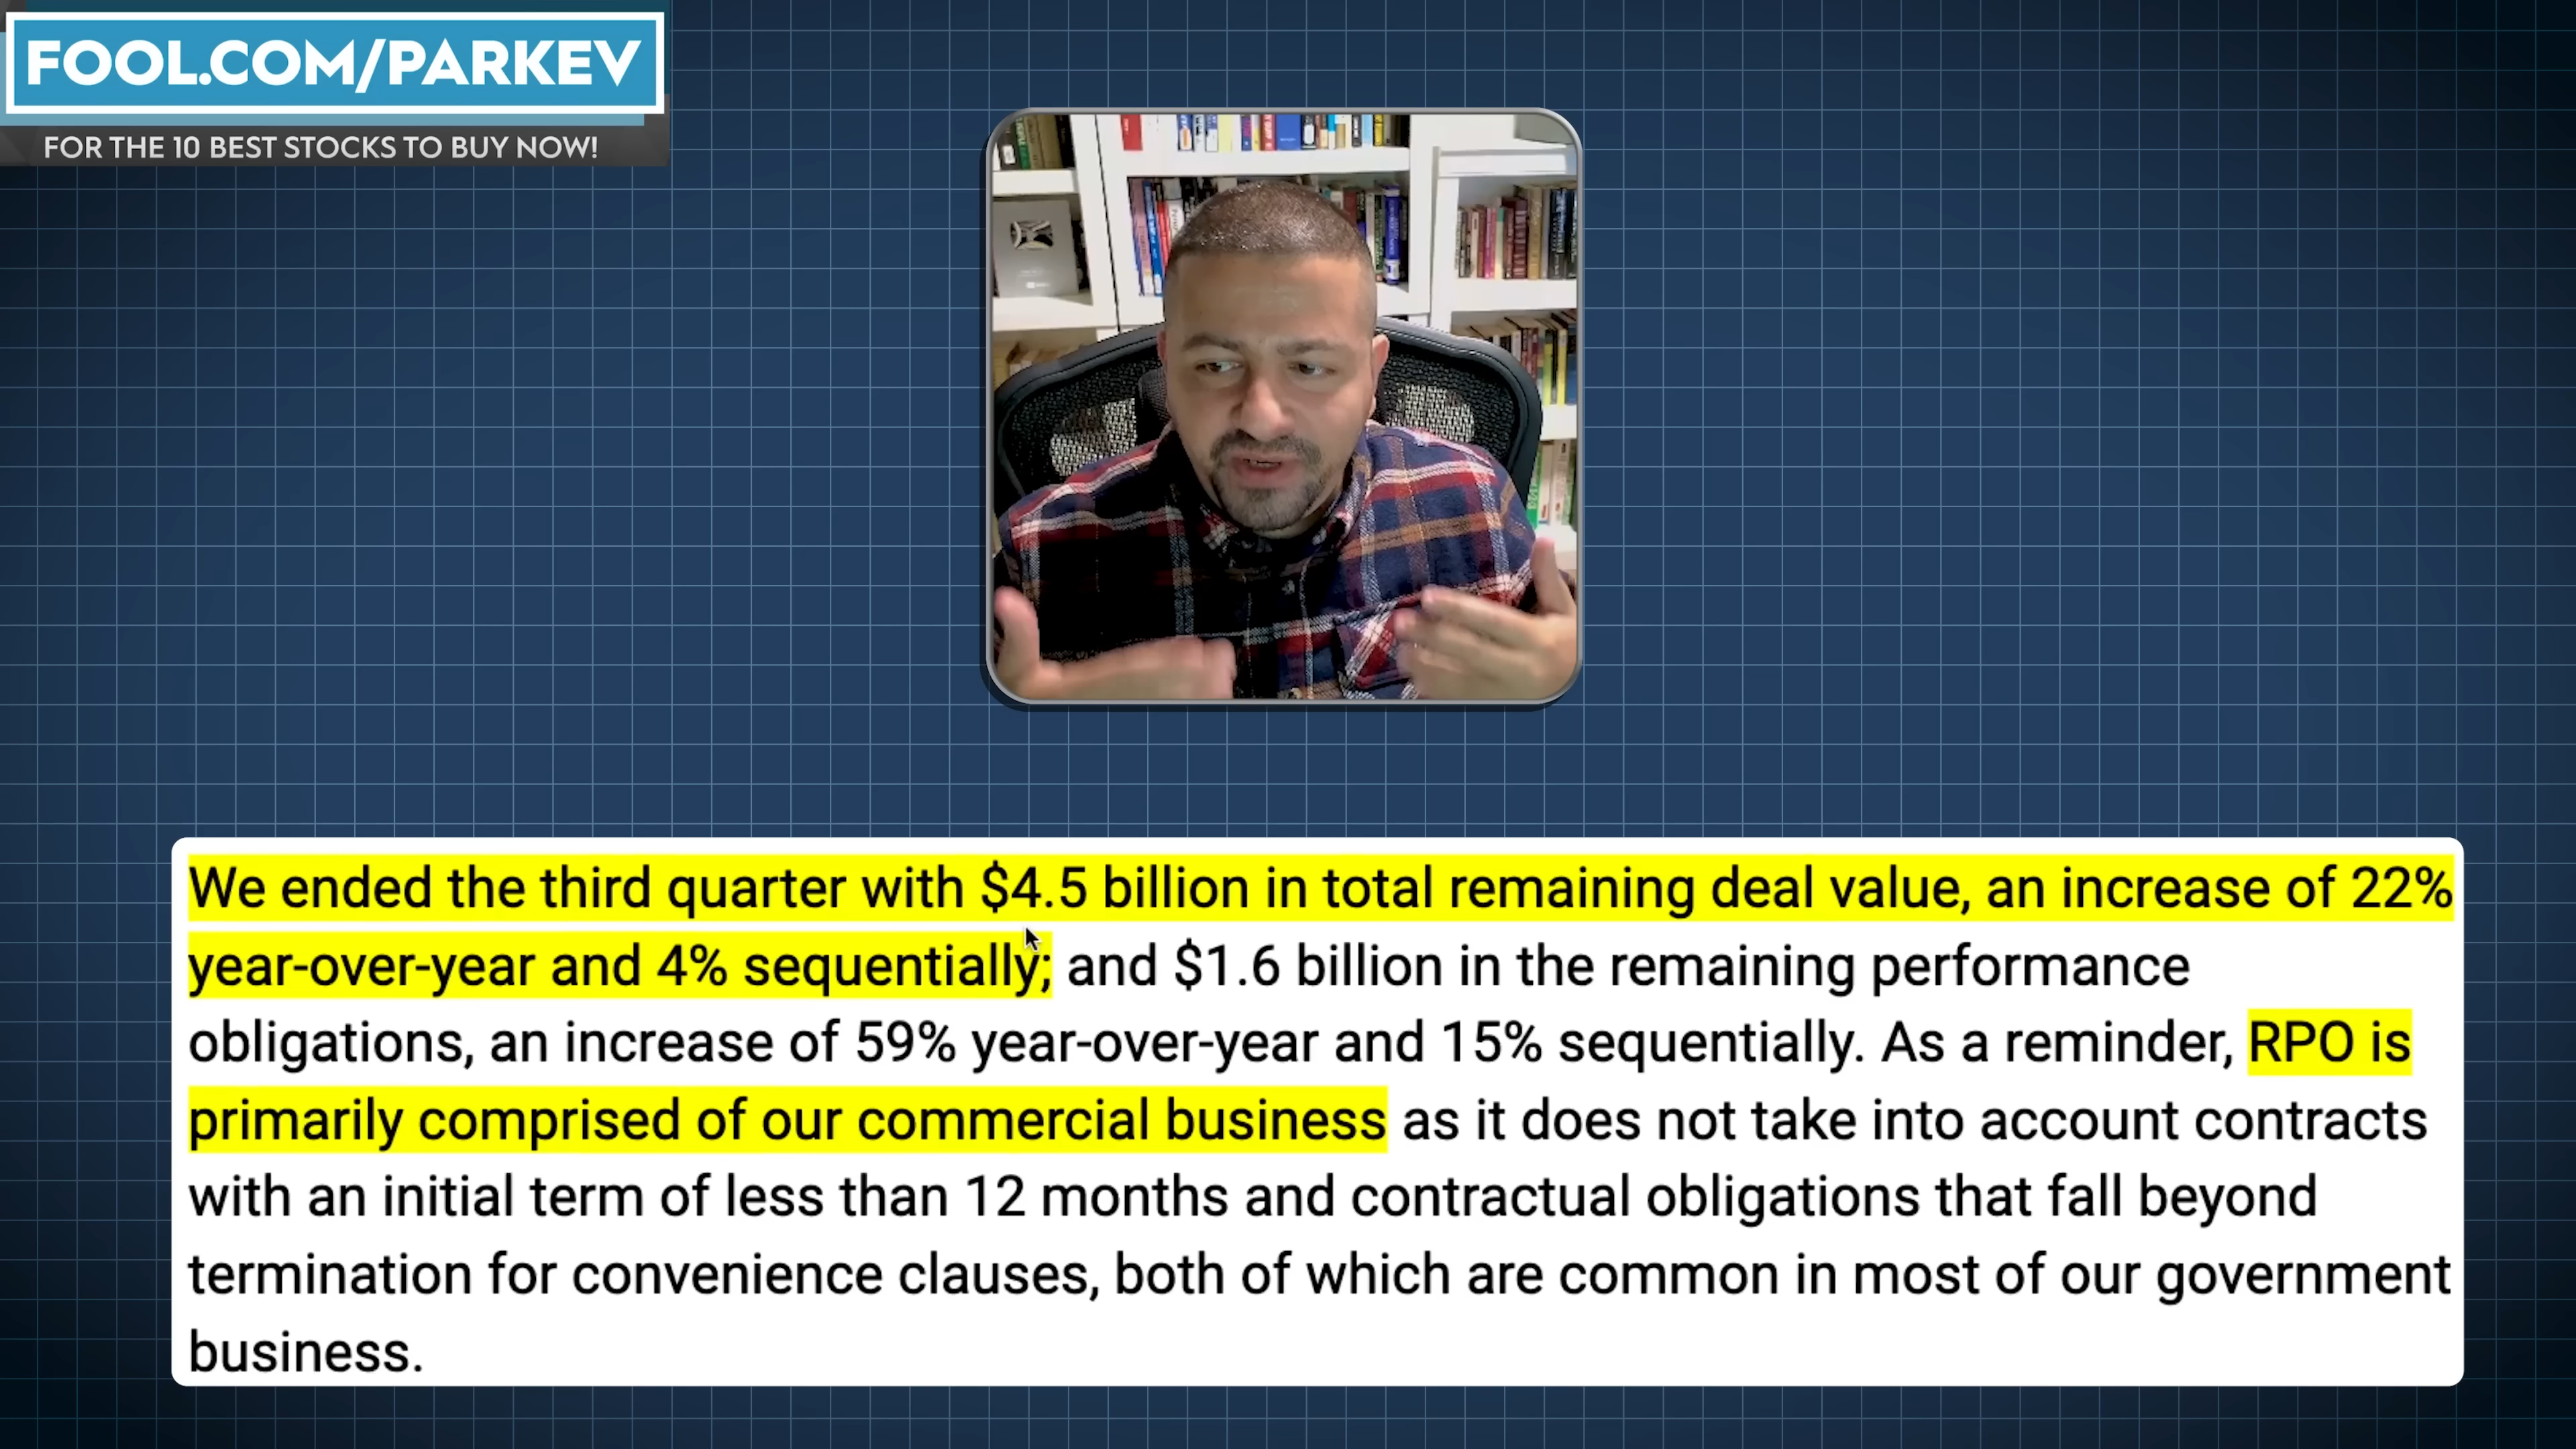 FOOL.COM/PARKEV
FOR THE 10 BEST STOCKS TO BUY NOW!
We ended the third quarter with $4.5 billion in total remaining deal value, an increase of 22%
year-over-year and 4% sequentially; and $1.6 billion in the remaining performance
obligations, an increase of 59% year-over-year and 15% sequentially. As a reminder, RPO is
primarily comprised of our commercial business as it does not take into account contracts
with an initial term of less than 12 months and contractual obligations that fall beyond
termination for convenience clauses, both of which are common in most of our government
business.